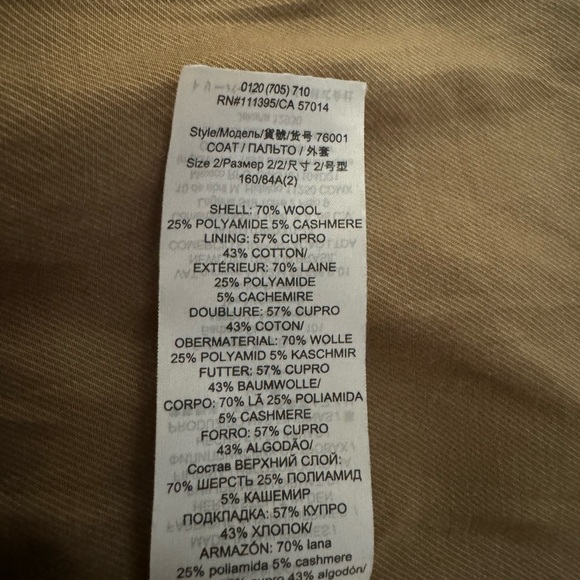 0120 (705) 710
RN#111395/CA 57014
Style/Модель/貨號/货号 76001
COAT / ПАЛЬТО / 外套
Size 2/Размер 2/2/尺寸 2/号型
160/84A(2)
SHELL: 70% WOOL
25% POLYAMIDE 5% CASHMERE
LINING: 57% CUPRO
43% COTTON/
EXTÉRIEUR: 70% LAINE
25% POLYAMIDE
5% CACHEMIRE
DOUBLURE: 57% CUPRO
43% COTON/
OBERMATERIAL: 70% WOLLE
25% POLYAMID 5% KASCHMIR
FUTTER: 57% CUPRO
43% BAUMWOLLE/
CORPO: 70% LÃ 25% POLIAMIDA
5% CASHMERE
FORRO: 57% CUPRO
43% ALGODÃO/
Состав ВЕРХНИЙ СЛОЙ:
70% ШЕРСТЬ 25% ПОЛИАМИД
5% КАШЕМИР
ПОДКЛАДКА: 57% КУПРО
43% ХЛОПОК/
ARMAZÓN: 70% lana
25% poliamida 5% cashmere
cupro 43% algodón/